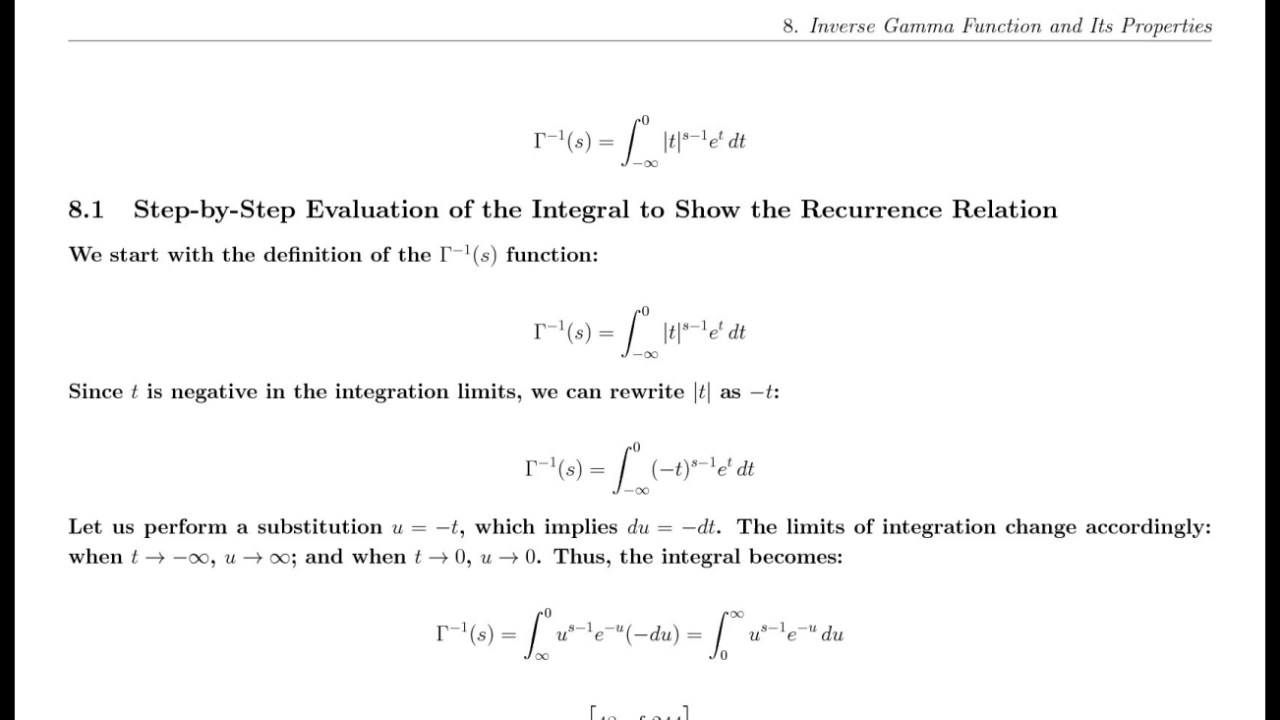 8. Inverse Gamma Function and Its Properties
Γ⁻¹(s) = ∫_{−∞}^{0} |t|^{s−1} e^t dt
8.1 Step-by-Step Evaluation of the Integral to Show the Recurrence Relation
We start with the definition of the Γ⁻¹(s) function:
Γ⁻¹(s) = ∫_{−∞}^{0} |t|^{s−1} e^t dt
Since t is negative in the integration limits, we can rewrite |t| as −t:
Γ⁻¹(s) = ∫_{−∞}^{0} (−t)^{s−1} e^t dt
Let us perform a substitution u = −t, which implies du = −dt. The limits of integration change accordingly:
when t → −∞, u → ∞; and when t → 0, u → 0. Thus, the integral becomes:
Γ⁻¹(s) = ∫_{∞}^{0} u^{s−1} e^{−u} (−du) = ∫_{0}^{∞} u^{s−1} e^{−u} du